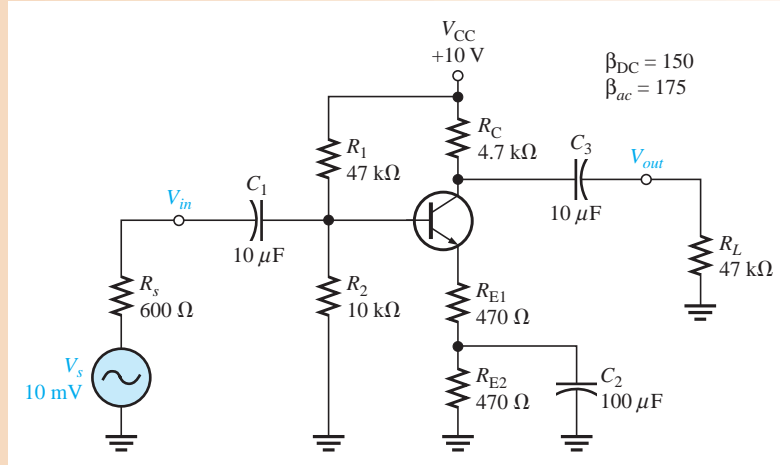 V_CC
+10 V
β_DC = 150
β_ac = 175
R_C
4.7 kΩ
C_3
V_out
10 μF
R_1
47 kΩ
V_in
C_1
10 μF
R_L
47 kΩ
R_s
600 Ω
R_2
10 kΩ
R_E1
470 Ω
V_s
10 mV
R_E2
470 Ω
C_2
100 μF